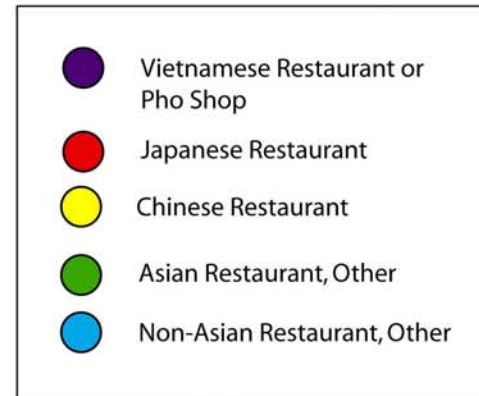 Vietnamese Restaurant or
Pho Shop
Japanese Restaurant
Chinese Restaurant
Asian Restaurant, Other
Non-Asian Restaurant, Other